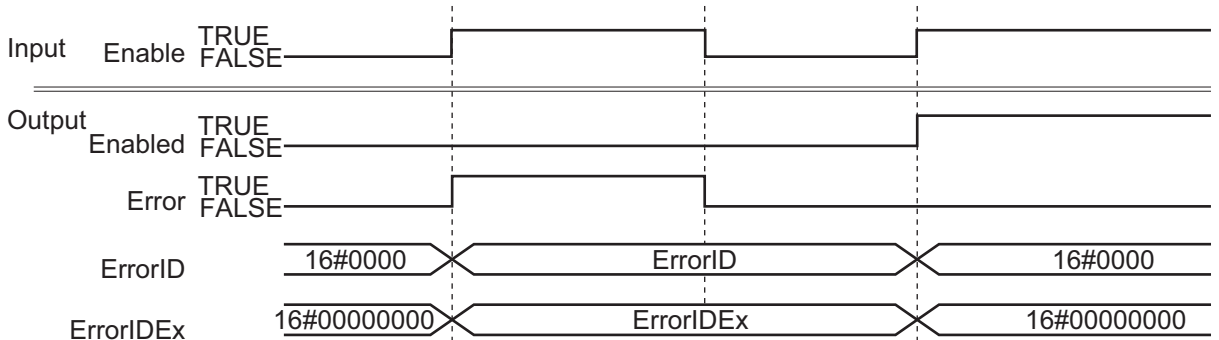 Input Enable TRUE
FALSE
Output
Enabled TRUE
FALSE
Error TRUE
FALSE
ErrorID 16#0000 ErrorID 16#0000
ErrorIDEx 16#00000000 ErrorIDEx 16#00000000